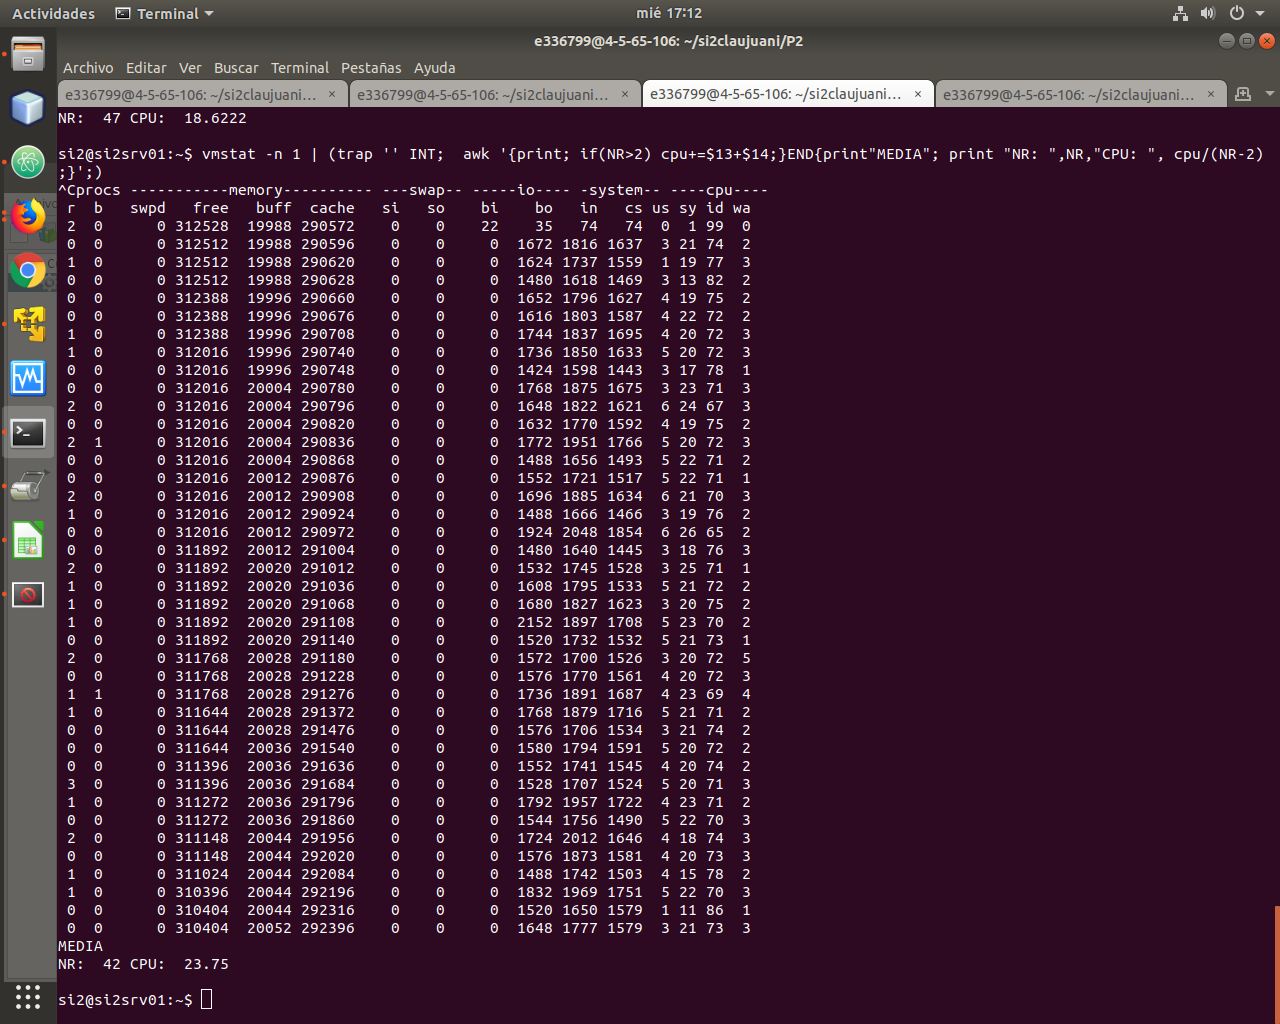 Actividades Terminal mié 17:12
e336799@4-5-65-106: ~/si2claujuani/P2
Archivo Editar Ver Buscar Terminal Pestañas Ayuda
e336799@4-5-65-106: ~/si2claujuani… × e336799@4-5-65-106: ~/si2claujuani… × e336799@4-5-65-106: ~/si2claujuani… × e336799@4-5-65-106: ~/si2claujuani… ×
NR:  47 CPU:  18.6222
si2@si2srv01:~$ vmstat -n 1 | (trap '' INT;  awk '{print; if(NR>2) cpu+=$13+$14;}END{print"MEDIA"; print "NR: ",NR,"CPU: ", cpu/(NR-2)
;}';)
^Cprocs -----------memory---------- ---swap-- -----io---- -system-- ----cpu----
r  b   swpd   free   buff  cache   si   so    bi    bo   in   cs us sy id wa
2  0      0 312528  19988 290572    0    0    22    35   74   74  0  1 99  0
0  0      0 312512  19988 290596    0    0     0  1672 1816 1637  3 21 74  2
1  0      0 312512  19988 290620    0    0     0  1624 1737 1559  1 19 77  3
0  0      0 312512  19988 290628    0    0     0  1480 1618 1469  3 13 82  2
0  0      0 312388  19996 290660    0    0     0  1652 1796 1627  4 19 75  2
0  0      0 312388  19996 290676    0    0     0  1616 1803 1587  4 22 72  2
1  0      0 312388  19996 290708    0    0     0  1744 1837 1695  4 20 72  3
1  0      0 312016  19996 290740    0    0     0  1736 1850 1633  5 20 72  3
0  0      0 312016  19996 290748    0    0     0  1424 1598 1443  3 17 78  1
0  0      0 312016  20004 290780    0    0     0  1768 1875 1675  3 23 71  3
2  0      0 312016  20004 290796    0    0     0  1648 1822 1621  6 24 67  3
0  0      0 312016  20004 290820    0    0     0  1632 1770 1592  4 19 75  2
2  1      0 312016  20004 290836    0    0     0  1772 1951 1766  5 20 72  3
0  0      0 312016  20004 290868    0    0     0  1488 1656 1493  5 22 71  2
0  0      0 312016  20012 290876    0    0     0  1552 1721 1517  5 22 71  1
2  0      0 312016  20012 290908    0    0     0  1696 1885 1634  6 21 70  3
1  0      0 312016  20012 290924    0    0     0  1488 1666 1466  3 19 76  2
0  0      0 312016  20012 290972    0    0     0  1924 2048 1854  6 26 65  2
0  0      0 311892  20012 291004    0    0     0  1480 1640 1445  3 18 76  3
2  0      0 311892  20020 291012    0    0     0  1532 1745 1528  3 25 71  1
1  0      0 311892  20020 291036    0    0     0  1608 1795 1533  5 21 72  2
1  0      0 311892  20020 291068    0    0     0  1680 1827 1623  3 20 75  2
1  0      0 311892  20020 291108    0    0     0  2152 1897 1708  5 23 70  2
0  0      0 311892  20020 291140    0    0     0  1520 1732 1532  5 21 73  1
2  0      0 311768  20028 291180    0    0     0  1572 1700 1526  3 20 72  5
0  0      0 311768  20028 291228    0    0     0  1576 1770 1561  4 20 72  3
1  1      0 311768  20028 291276    0    0     0  1736 1891 1687  4 23 69  4
1  0      0 311644  20028 291372    0    0     0  1768 1879 1716  5 21 71  2
0  0      0 311644  20028 291476    0    0     0  1576 1706 1534  3 21 74  2
0  0      0 311644  20036 291540    0    0     0  1580 1794 1591  5 20 72  2
0  0      0 311396  20036 291636    0    0     0  1552 1741 1545  4 20 74  2
3  0      0 311396  20036 291684    0    0     0  1528 1707 1524  5 20 71  3
1  0      0 311272  20036 291796    0    0     0  1792 1957 1722  4 23 71  2
0  0      0 311272  20036 291860    0    0     0  1544 1756 1490  5 22 70  3
2  0      0 311148  20044 291956    0    0     0  1724 2012 1646  4 18 74  3
0  0      0 311148  20044 292020    0    0     0  1576 1873 1581  4 20 73  3
1  0      0 311024  20044 292084    0    0     0  1488 1742 1503  4 15 78  2
1  0      0 310396  20044 292196    0    0     0  1832 1969 1751  5 22 70  3
0  0      0 310404  20044 292316    0    0     0  1520 1650 1579  1 11 86  1
0  0      0 310404  20052 292396    0    0     0  1648 1777 1579  3 21 73  3
MEDIA
NR:  42 CPU:  23.75
si2@si2srv01:~$